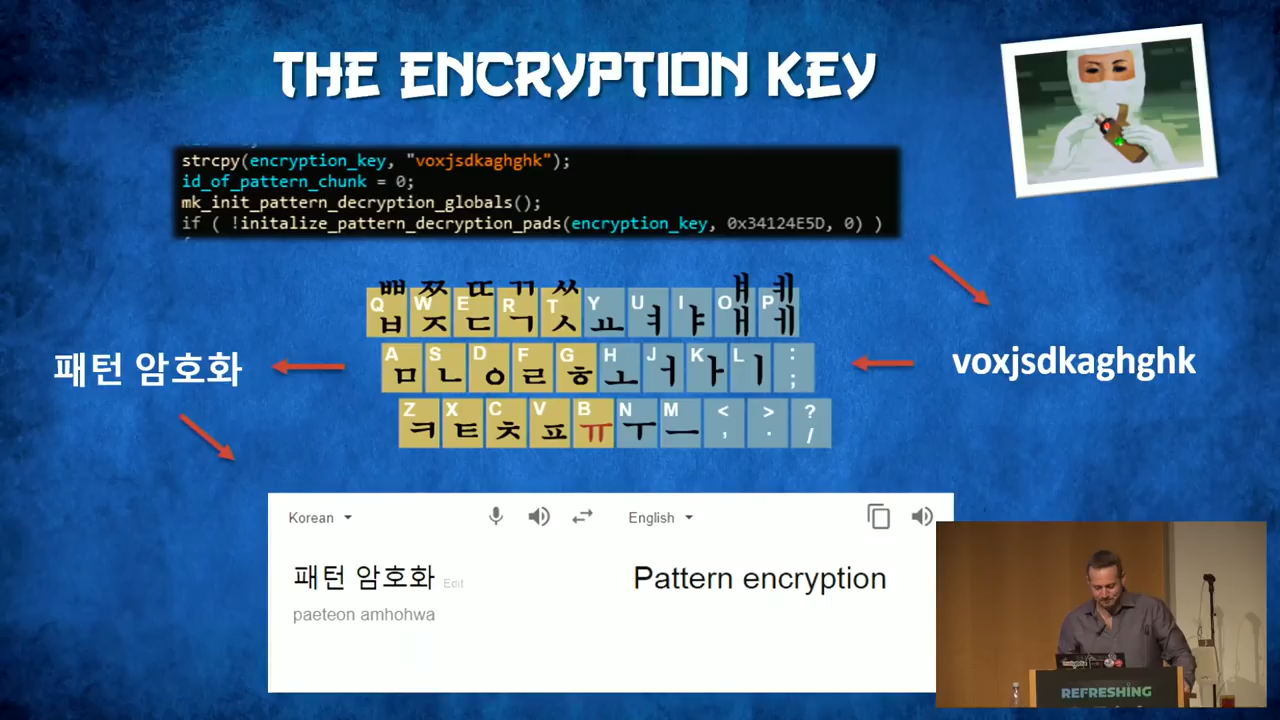 THE ENCRYPTION KEY
strcpy(encryption_key, "voxjsdkaghghk");
id_of_pattern_chunk = 0;
mk_init_pattern_decryption_globals();
if ( !initalize_pattern_decryption_pads(encryption_key, 0x34124E5D, 0) )
ㅃ ㅉ ㄸ ㄲ ㅆ ㅒ ㅖ
Q W E R T Y U I O P
ㅂ ㅈ ㄷ ㄱ ㅅ ㅛ ㅕ ㅑ ㅐ ㅔ
A S D F G H J K L :
ㅁ ㄴ ㅇ ㄹ ㅎ ㅗ ㅓ ㅏ ㅣ ;
Z X C V B N M < > ?
ㅋ ㅌ ㅊ ㅍ ㅠ ㅜ ㅡ , . /
패턴 암호화
voxjsdkaghghk
Korean
English
패턴 암호화 Edit
Pattern encryption
paeteon amhohwa
REFRESHING